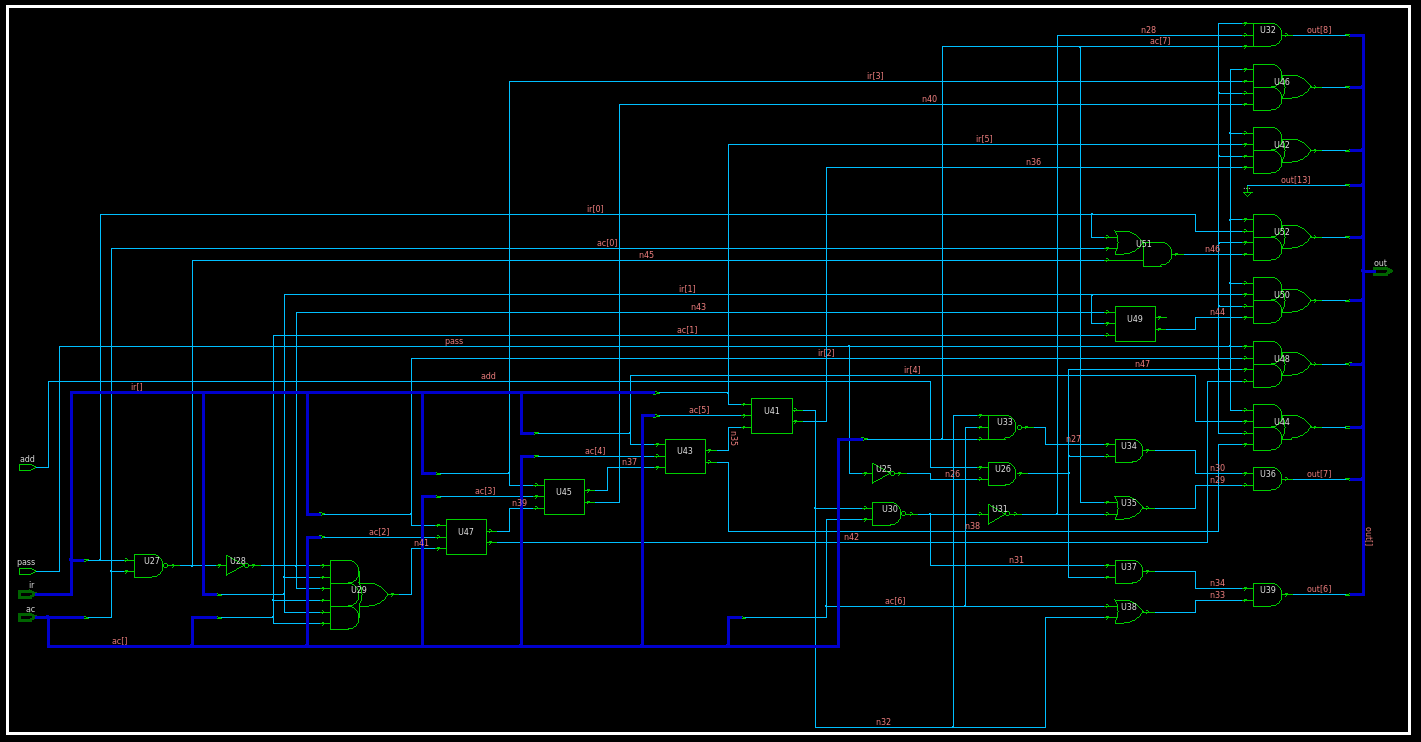 n28 U32 out[8]
ac[7]
ir[3] U46
n40
ir[5] U42
n36
out[13]
ir[0]
ac[0] U51 U52
n45 n46
out
ir[1] U50
n43 U49 n44
ac[1]
pass
ir[2] U48
n47
add ir[4]
ir[]
ac[5] U41
U33 U44
n35 n27
add ac[4] U43 U34
n37 U25 U26 n30 U36 out[7]
n26 n29
ac[3] U45
n39 U30 U31 U35
n38
ac[2] U47 n42 out[]
n41
pass U27 U28 n31 U37
ir U29 n34 U39 out[6]
n33
ac ac[6] U38
ac[]
n32